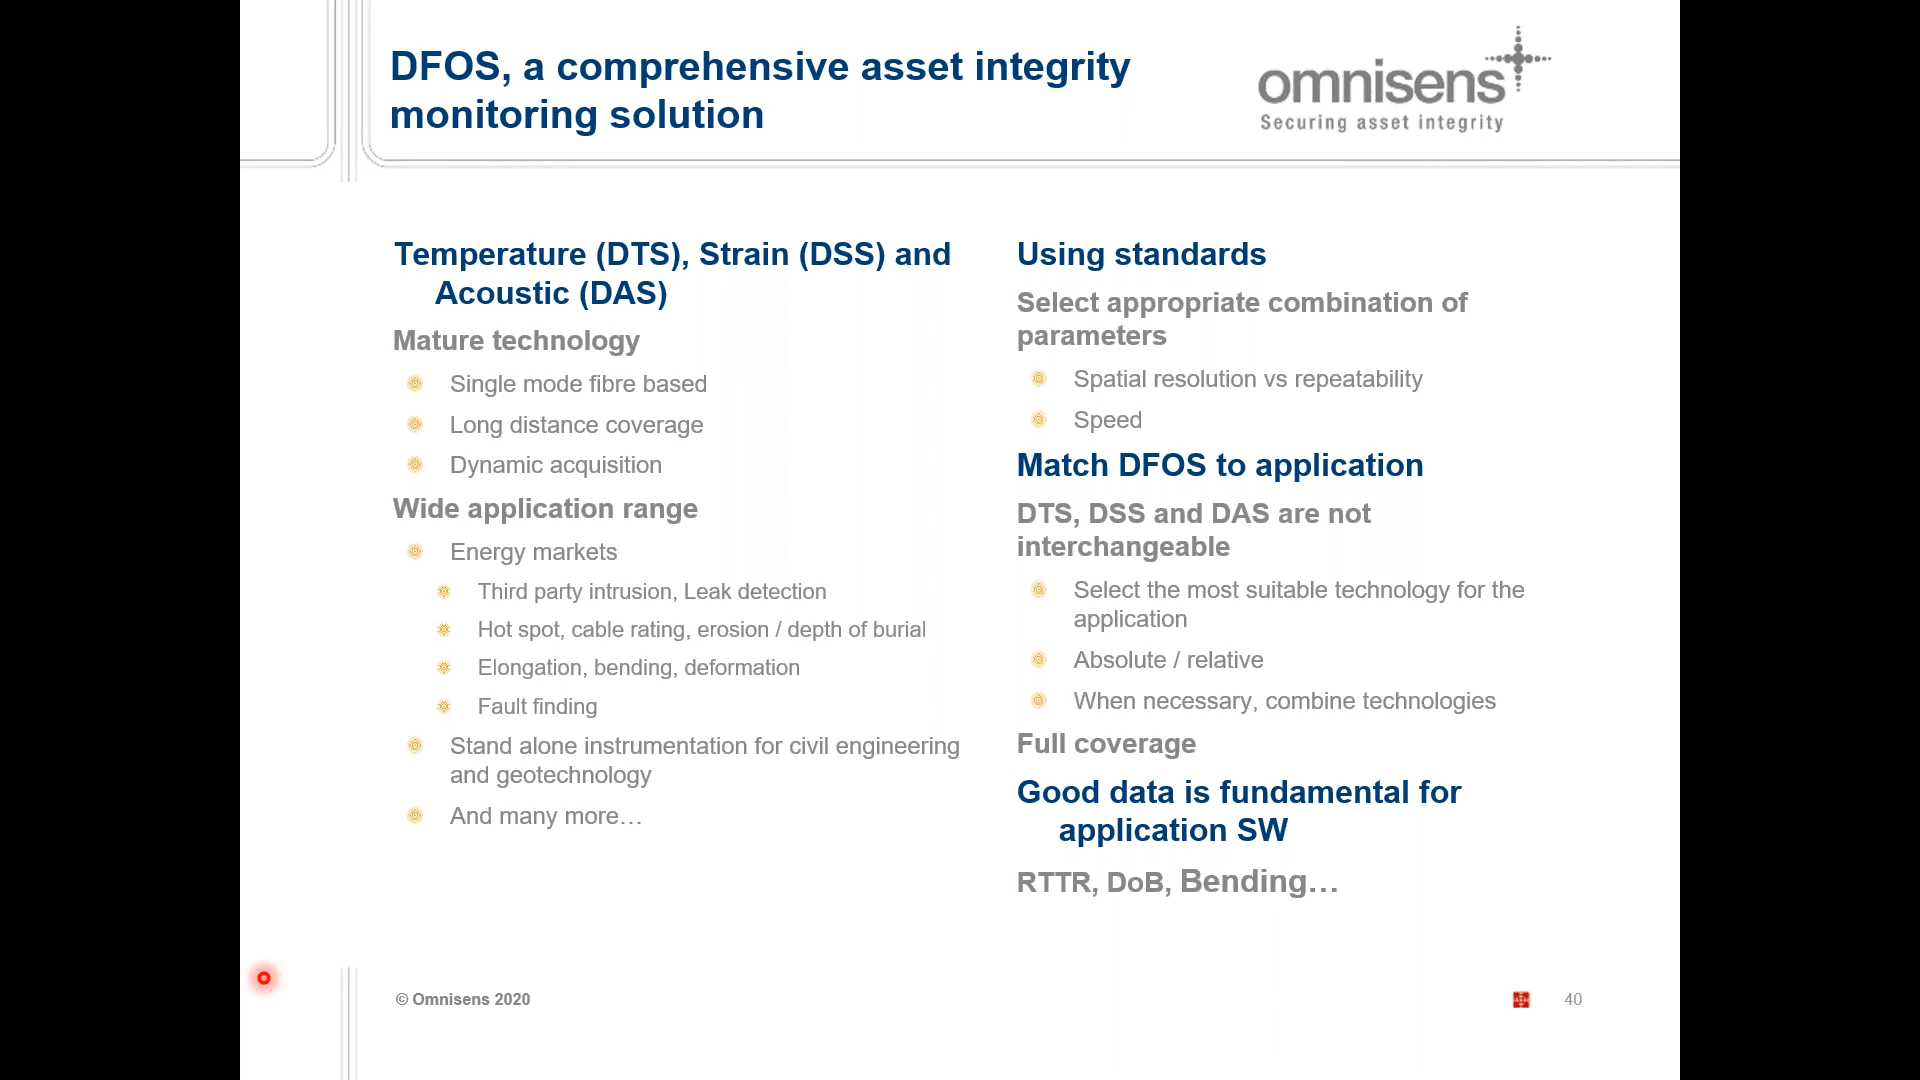 DFOS, a comprehensive asset integrity
monitoring solution
omnisens
Securing asset integrity
Temperature (DTS), Strain (DSS) and
Acoustic (DAS)
Mature technology
Single mode fibre based
Long distance coverage
Dynamic acquisition
Wide application range
Energy markets
Third party intrusion, Leak detection
Hot spot, cable rating, erosion / depth of burial
Elongation, bending, deformation
Fault finding
Stand alone instrumentation for civil engineering
and geotechnology
And many more…
Using standards
Select appropriate combination of
parameters
Spatial resolution vs repeatability
Speed
Match DFOS to application
DTS, DSS and DAS are not
interchangeable
Select the most suitable technology for the
application
Absolute / relative
When necessary, combine technologies
Full coverage
Good data is fundamental for
application SW
RTTR, DoB, Bending…
© Omnisens 2020
40